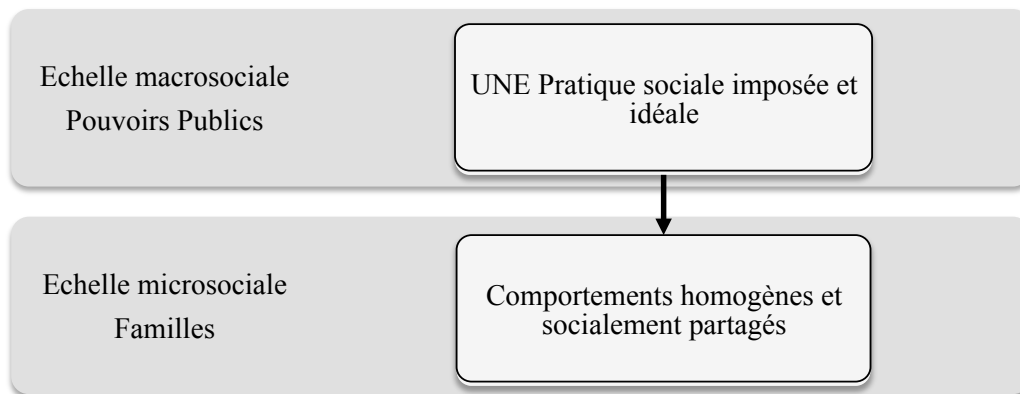 Echelle macrosociale
Pouvoirs Publics
UNE Pratique sociale imposée et
idéale
Echelle microsociale
Familles
Comportements homogènes et
socialement partagés